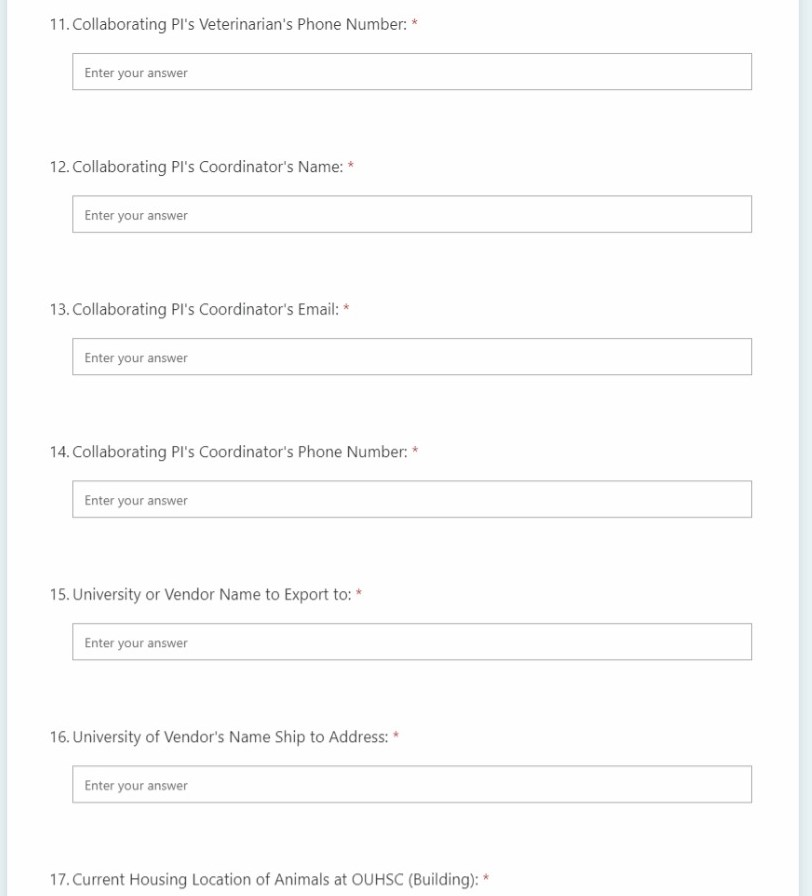 11. Collaborating PI's Veterinarian's Phone Number: *
Enter your answer
12. Collaborating PI's Coordinator's Name: *
Enter your answer
13. Collaborating PI's Coordinator's Email: *
Enter your answer
14. Collaborating PI's Coordinator's Phone Number: *
Enter your answer
15. University or Vendor Name to Export to: *
Enter your answer
16. University of Vendor's Name Ship to Address: *
Enter your answer
17. Current Housing Location of Animals at OUHSC (Building): *